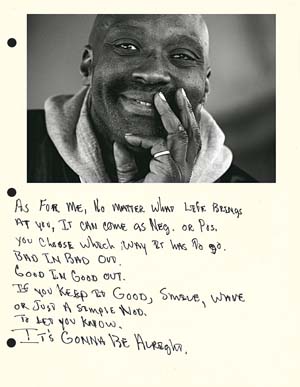 As For Me, No matter What Life Brings
At you, It can come as Neg. or Pos.
You choose which way it has to go.
Bad In Bad Out.
Good In Good out.
If you Keep it Good, Smile, wave
or Just A Simple Nod.
To let you Know.
It's Gonna Be Alreght.